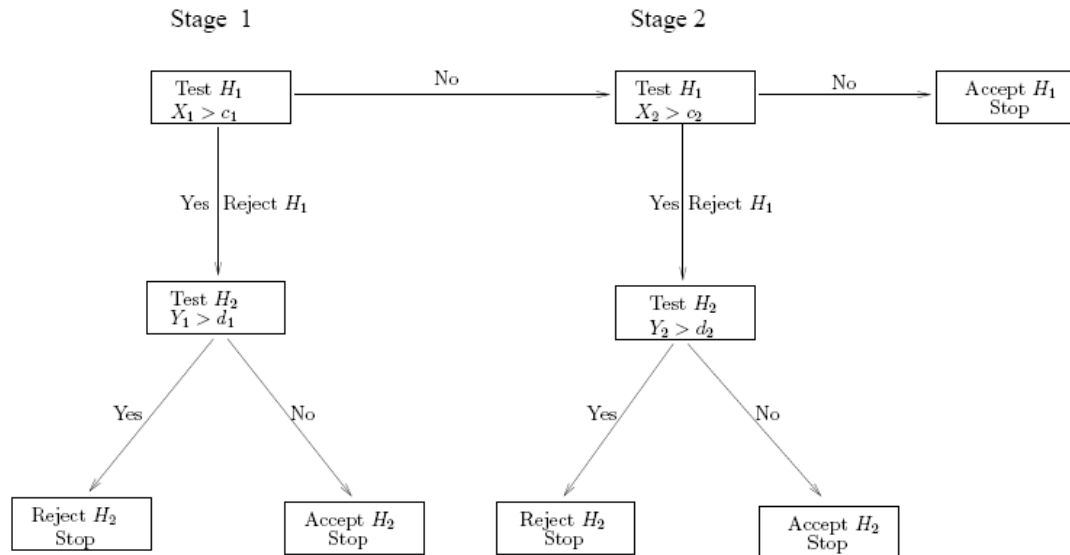 Stage 1
Stage 2
Test H₁
X₁ > c₁
No
Test H₁
X₂ > c₂
No
Accept H₁
Stop
Yes
Reject H₁
Yes
Reject H₁
Test H₂
Y₁ > d₁
Test H₂
Y₂ > d₂
Yes
No
Yes
No
Reject H₂
Stop
Accept H₂
Stop
Reject H₂
Stop
Accept H₂
Stop